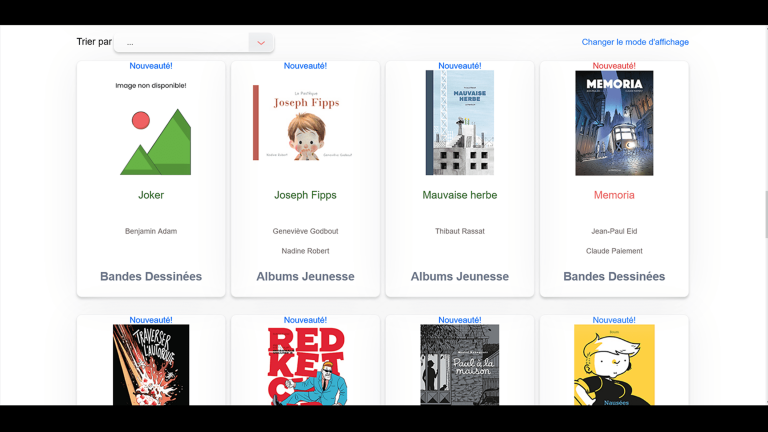 Trier par ...
Changer le mode d'affichage
Nouveauté!
Image non disponible!
Joker
Benjamin Adam
Bandes Dessinées
Nouveauté!
La Pacifique
Joseph Fipps
Nadine Robert Geneviève Godbout
Joseph Fipps
Geneviève Godbout
Nadine Robert
Albums Jeunesse
Nouveauté!
MAUVAISE
HERBE
Mauvaise herbe
Thibaut Rassat
Albums Jeunesse
Nouveauté!
MEMORIA
Memoria
Jean-Paul Eid
Claude Paiement
Bandes Dessinées
Nouveauté!
TRAVERSER
L'AUTOROUTE
Nouveauté!
RED
KET
Nouveauté!
Paul à la
maison
Nouveauté!
Nausées